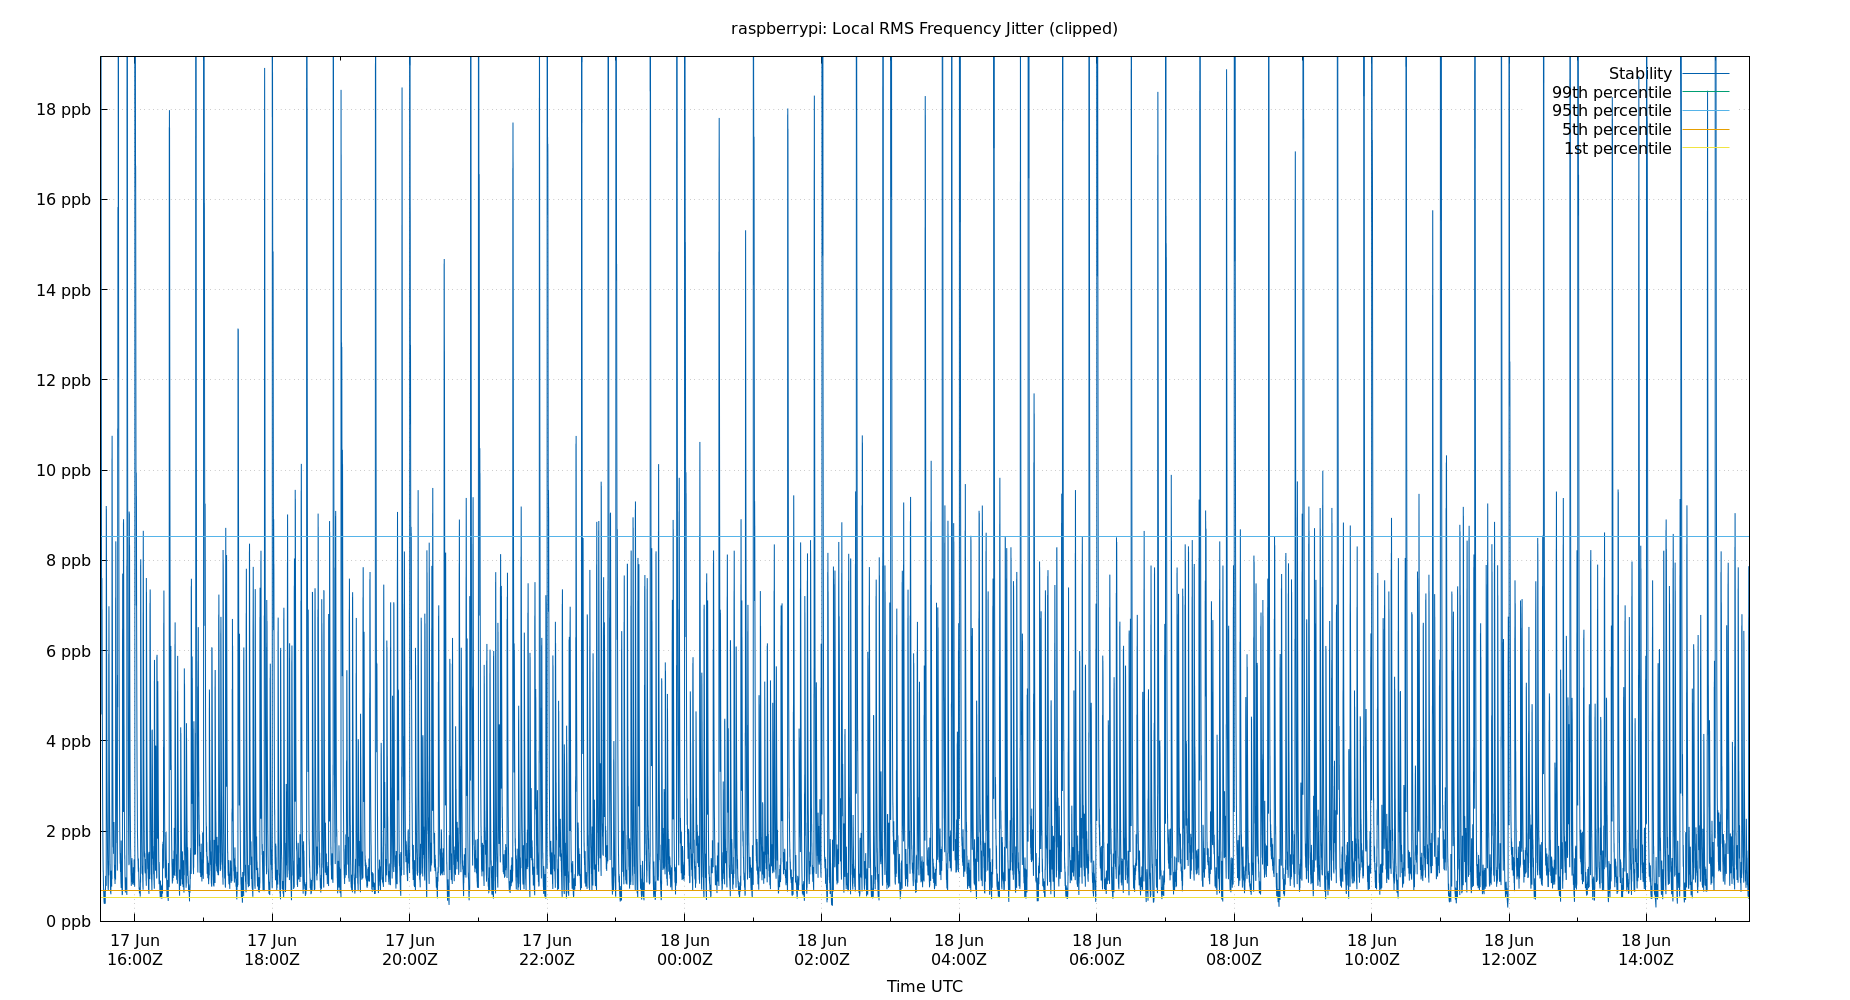 raspberrypi: Local RMS Frequency Jitter (clipped)
Stability
99th percentile
95th percentile
5th percentile
1st percentile
18 ppb
16 ppb
14 ppb
12 ppb
10 ppb
8 ppb
6 ppb
4 ppb
2 ppb
0 ppb
17 Jun 17 Jun 17 Jun 17 Jun 18 Jun 18 Jun 18 Jun 18 Jun 18 Jun 18 Jun 18 Jun 18 Jun
16:00Z 18:00Z 20:00Z 22:00Z 00:00Z 02:00Z 04:00Z 06:00Z 08:00Z 10:00Z 12:00Z 14:00Z
Time UTC